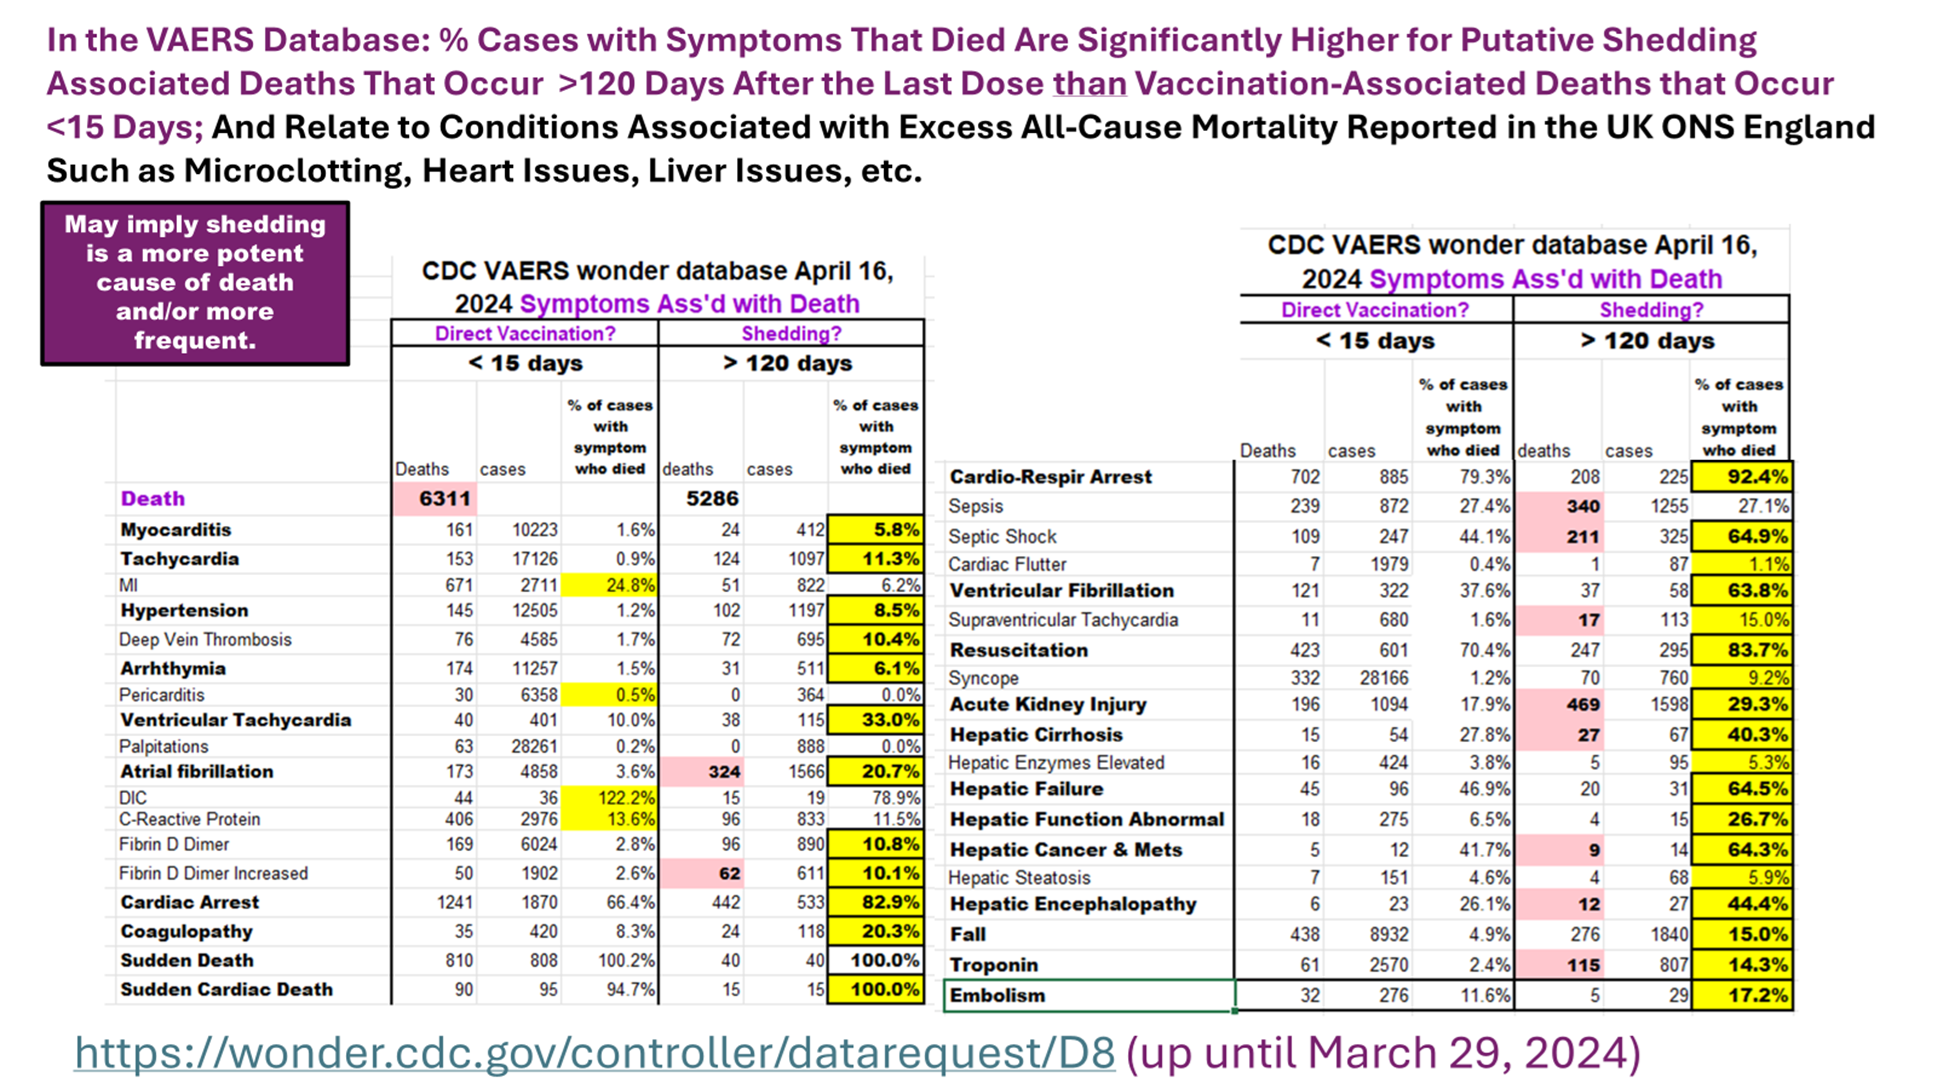 In the VAERS Database: % Cases with Symptoms That Died Are Significantly Higher for Putative Shedding
Associated Deaths That Occur >120 Days After the Last Dose than Vaccination-Associated Deaths that Occur
<15 Days; And Relate to Conditions Associated with Excess All-Cause Mortality Reported in the UK ONS England
Such as Microclotting, Heart Issues, Liver Issues, etc.
May imply shedding
is a more potent
cause of death
and/or more
frequent.
CDC VAERS wonder database April 16,
2024 Symptoms Ass'd with Death
Direct Vaccination? Shedding?
< 15 days > 120 days
% of cases % of cases
with with
symptom symptom
Deaths cases who died deaths cases who died
Death 6311 5286
Myocarditis 161 10223 1.6% 24 412 5.8%
Tachycardia 153 17126 0.9% 124 1097 11.3%
MI 671 2711 24.8% 51 822 6.2%
Hypertension 145 12505 1.2% 102 1197 8.5%
Deep Vein Thrombosis 76 4585 1.7% 72 695 10.4%
Arrhthymia 174 11257 1.5% 31 511 6.1%
Pericarditis 30 6358 0.5% 0 364 0.0%
Ventricular Tachycardia 40 401 10.0% 38 115 33.0%
Palpitations 63 28261 0.2% 0 888 0.0%
Atrial fibrillation 173 4858 3.6% 324 1566 20.7%
DIC 44 36 122.2% 15 19 78.9%
C-Reactive Protein 406 2976 13.6% 96 833 11.5%
Fibrin D Dimer 169 6024 2.8% 96 890 10.8%
Fibrin D Dimer Increased 50 1902 2.6% 62 611 10.1%
Cardiac Arrest 1241 1870 66.4% 442 533 82.9%
Coagulopathy 35 420 8.3% 24 118 20.3%
Sudden Death 810 808 100.2% 40 40 100.0%
Sudden Cardiac Death 90 95 94.7% 15 15 100.0%
CDC VAERS wonder database April 16,
2024 Symptoms Ass'd with Death
Direct Vaccination? Shedding?
< 15 days > 120 days
% of cases % of cases
with with
symptom symptom
Deaths cases who died deaths cases who died
Cardio-Respir Arrest 702 885 79.3% 208 225 92.4%
Sepsis 239 872 27.4% 340 1255 27.1%
Septic Shock 109 247 44.1% 211 325 64.9%
Cardiac Flutter 7 1979 0.4% 1 87 1.1%
Ventricular Fibrillation 121 322 37.6% 37 58 63.8%
Supraventricular Tachycardia 11 680 1.6% 17 113 15.0%
Resuscitation 423 601 70.4% 247 295 83.7%
Syncope 332 28166 1.2% 70 760 9.2%
Acute Kidney Injury 196 1094 17.9% 469 1598 29.3%
Hepatic Cirrhosis 15 54 27.8% 27 67 40.3%
Hepatic Enzymes Elevated 16 424 3.8% 5 95 5.3%
Hepatic Failure 45 96 46.9% 20 31 64.5%
Hepatic Function Abnormal 18 275 6.5% 4 15 26.7%
Hepatic Cancer & Mets 5 12 41.7% 9 14 64.3%
Hepatic Steatosis 7 151 4.6% 4 68 5.9%
Hepatic Encephalopathy 6 23 26.1% 12 27 44.4%
Fall 438 8932 4.9% 276 1840 15.0%
Troponin 61 2570 2.4% 115 807 14.3%
Embolism 32 276 11.6% 5 29 17.2%
https://wonder.cdc.gov/controller/datarequest/D8 (up until March 29, 2024)